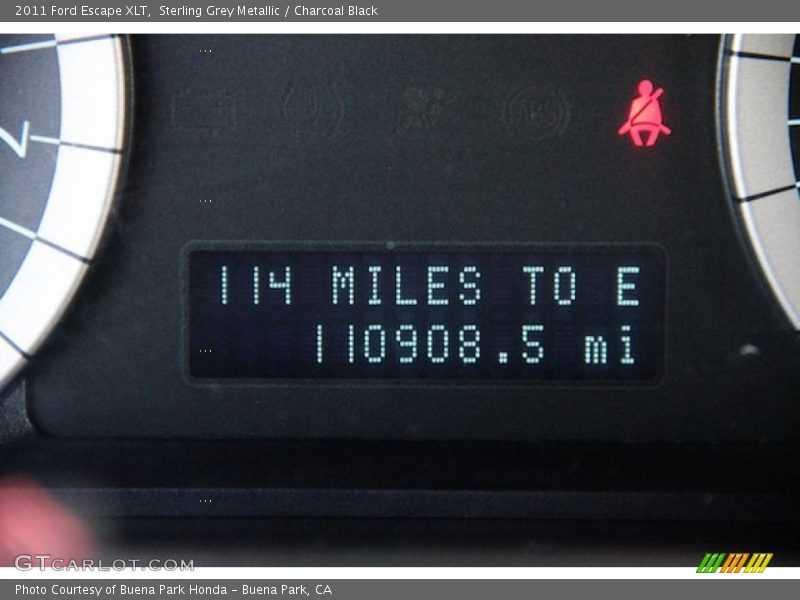 2011 Ford Escape XLT,  Sterling Grey Metallic / Charcoal Black
114 MILES TO E
110908.5 mi
GTCARLOT.COM
Photo Courtesy of Buena Park Honda - Buena Park, CA